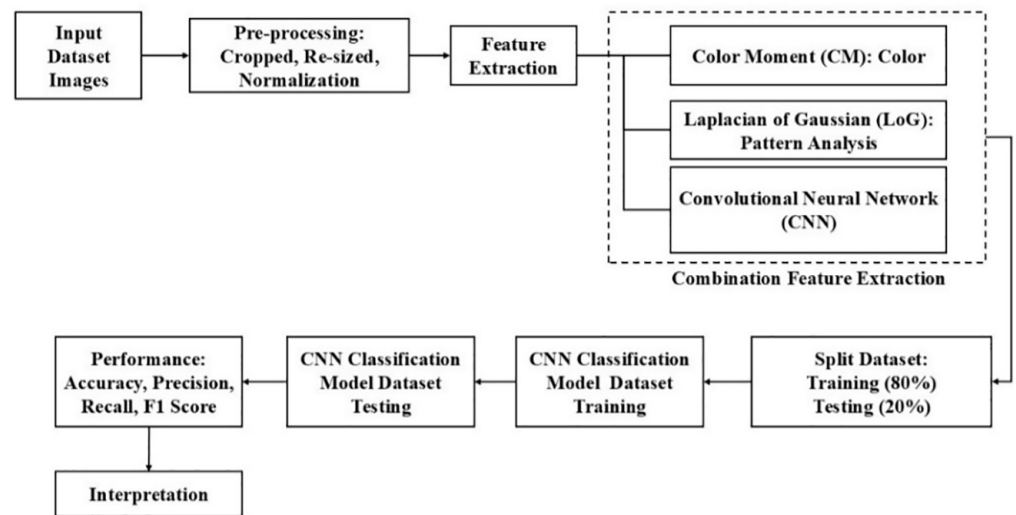 Input
Dataset
Images
Pre-processing:
Cropped, Re-sized,
Normalization
Feature
Extraction
Color Moment (CM): Color
Laplacian of Gaussian (LoG):
Pattern Analysis
Convolutional Neural Network
(CNN)
Combination Feature Extraction
Performance:
Accuracy, Precision,
Recall, F1 Score
CNN Classification
Model Dataset
Testing
CNN Classification
Model Dataset
Training
Split Dataset:
Training (80%)
Testing (20%)
Interpretation